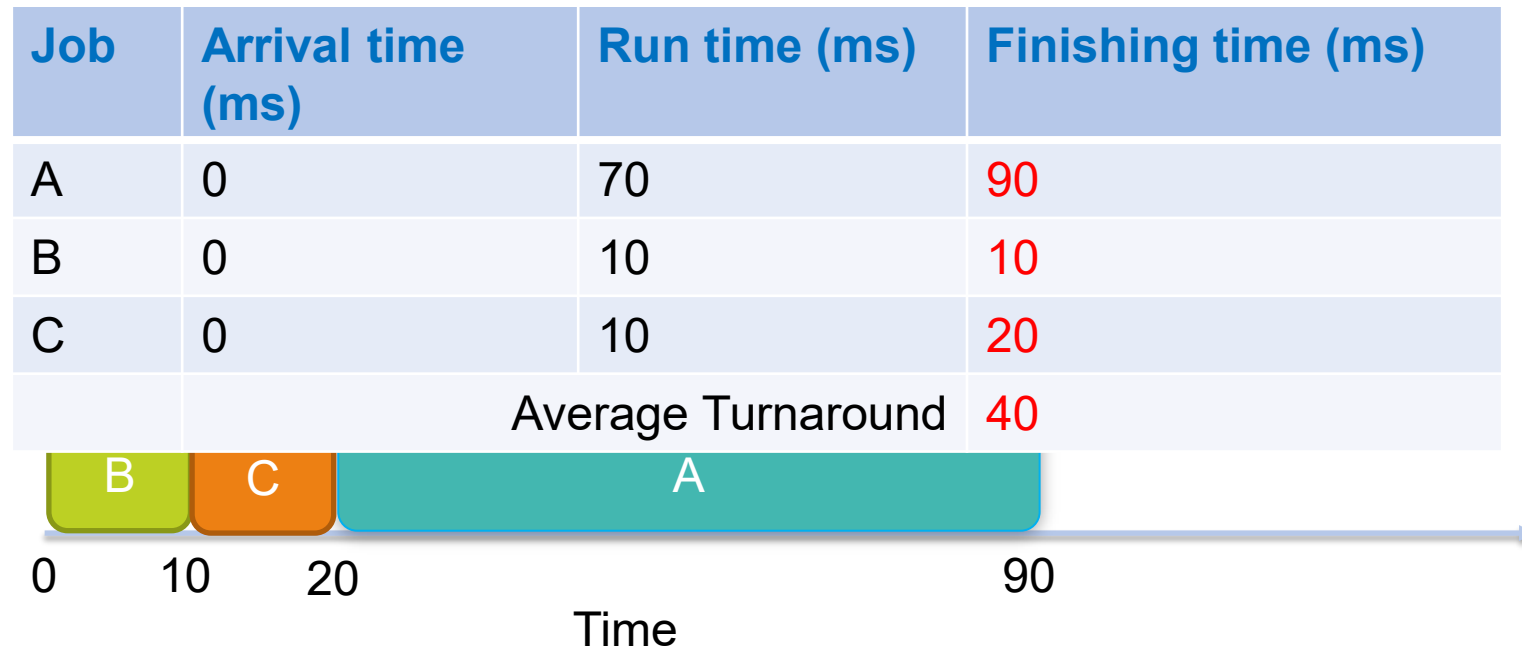 Job Arrival time (ms) Run time (ms) Finishing time (ms)
A 0 70 90
B 0 10 10
C 0 10 20
Average Turnaround 40
B C A
0 10 20 90
Time